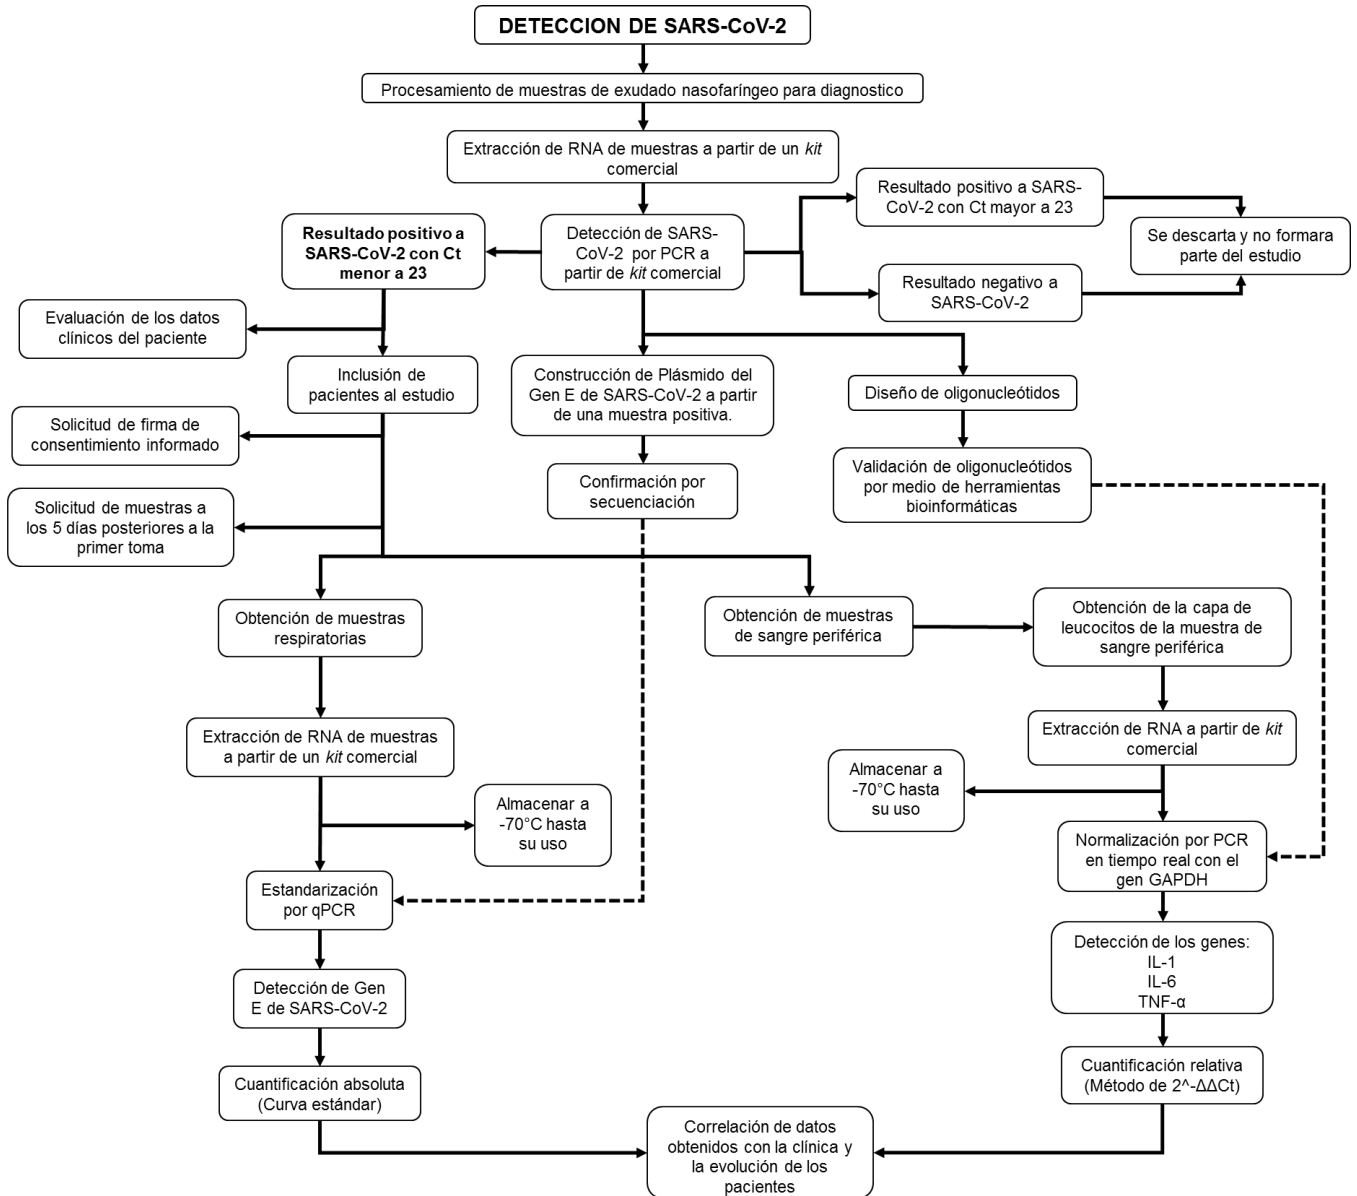 DETECCION DE SARS-CoV-2
Procesamiento de muestras de exudado nasofaríngeo para diagnostico
Extracción de RNA de muestras a partir de un kit
comercial
Resultado positivo a SARS-
CoV-2 con Ct mayor a 23
Se descarta y no formara
parte del estudio
Resultado negativo a
SARS-CoV-2
Detección de SARS-
CoV-2 por PCR a
partir de kit comercial
Resultado positivo a
SARS-CoV-2 con Ct
menor a 23
Evaluación de los datos
clínicos del paciente
Inclusión de
pacientes al estudio
Solicitud de firma de
consentimiento informado
Solicitud de muestras a
los 5 días posteriores a la
primer toma
Construcción de Plásmido del
Gen E de SARS-CoV-2 a partir
de una muestra positiva.
Confirmación por
secuenciación
Diseño de oligonucleótidos
Validación de oligonucleótidos
por medio de herramientas
bioinformáticas
Obtención de muestras
respiratorias
Extracción de RNA de muestras
a partir de un kit comercial
Almacenar a
-70°C hasta
su uso
Estandarización
por qPCR
Detección de Gen
E de SARS-CoV-2
Cuantificación absoluta
(Curva estándar)
Obtención de muestras
de sangre periférica
Obtención de la capa de
leucocitos de la muestra de
sangre periférica
Extracción de RNA a partir de kit
comercial
Almacenar a
-70°C hasta
su uso
Normalización por PCR
en tiempo real con el
gen GAPDH
Detección de los genes:
IL-1
IL-6
TNF-α
Cuantificación relativa
(Método de 2^-ΔΔCt)
Correlación de datos
obtenidos con la clínica y
la evolución de los
pacientes